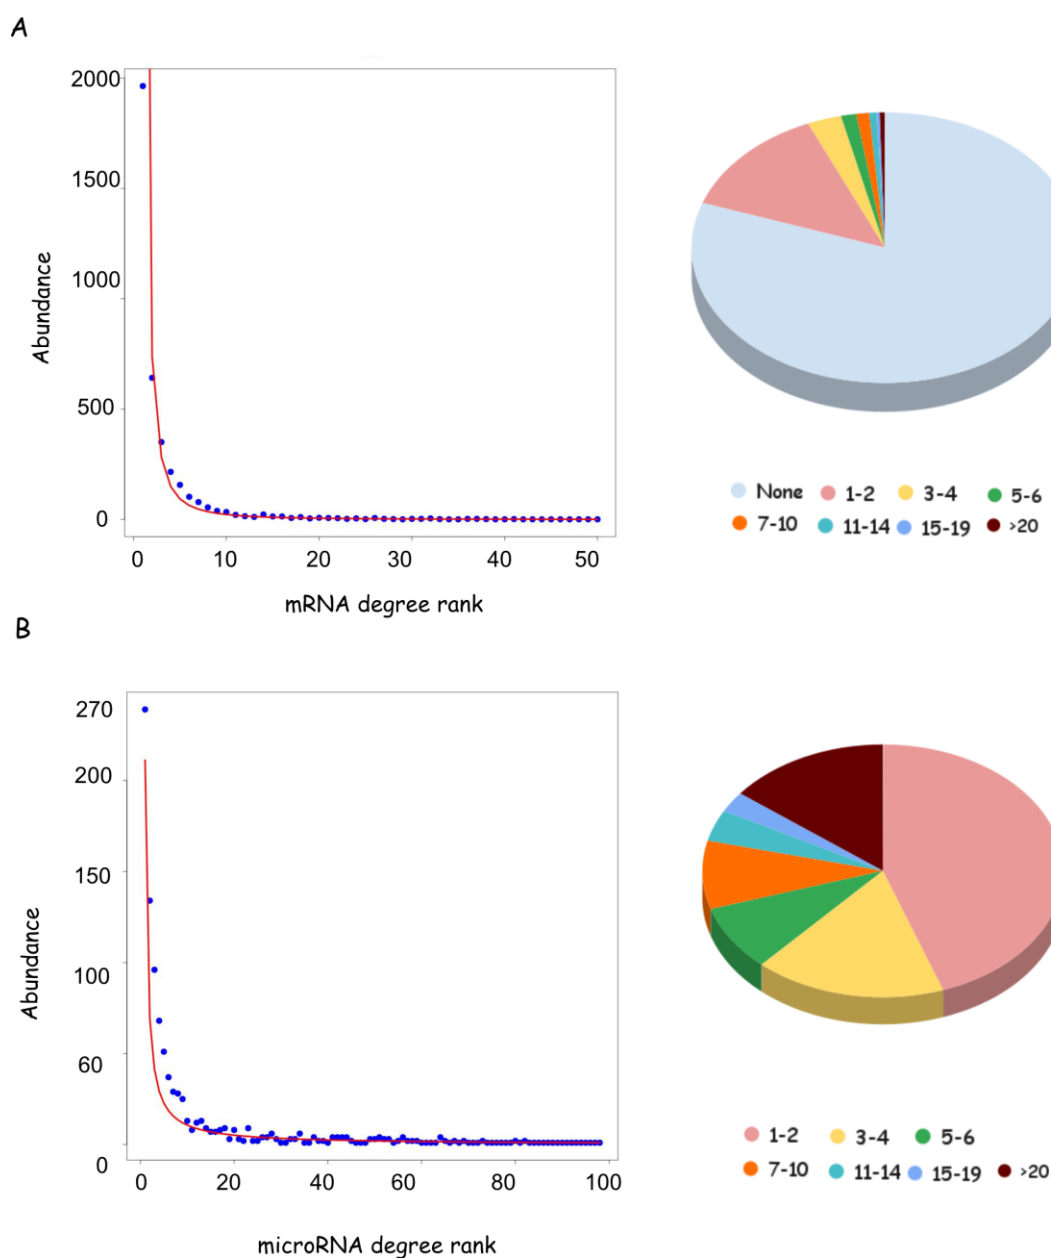 A
2000
1500
1000
500
0
Abundance
0 10 20 30 40 50
mRNA degree rank
None 1-2 3-4 5-6
7-10 11-14 15-19 >20
B
270
200
150
100
60
0
Abundance
0 20 40 60 80 100
microRNA degree rank
1-2 3-4 5-6
7-10 11-14 15-19 >20